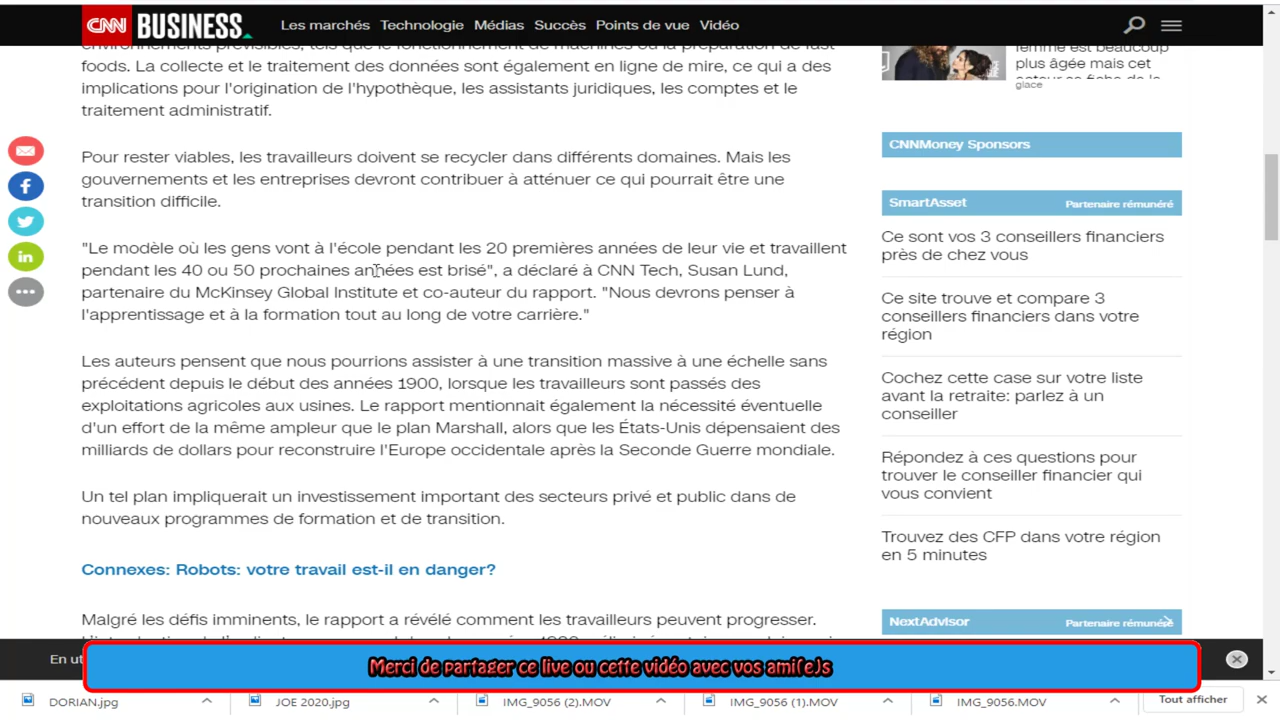 CNN BUSINESS
Les marchés Technologie Médias Succès Points de vue Vidéo
environnements prévisibles, tels que le fonctionnement de machines ou la préparation de fast
foods. La collecte et le traitement des données sont également en ligne de mire, ce qui a des
implications pour l'origination de l'hypothèque, les assistants juridiques, les comptes et le
traitement administratif.
Pour rester viables, les travailleurs doivent se recycler dans différents domaines. Mais les
gouvernements et les entreprises devront contribuer à atténuer ce qui pourrait être une
transition difficile.
"Le modèle où les gens vont à l'école pendant les 20 premières années de leur vie et travaillent
pendant les 40 ou 50 prochaines années est brisé", a déclaré à CNN Tech, Susan Lund,
partenaire du McKinsey Global Institute et co-auteur du rapport. "Nous devrons penser à
l'apprentissage et à la formation tout au long de votre carrière."
Les auteurs pensent que nous pourrions assister à une transition massive à une échelle sans
précédent depuis le début des années 1900, lorsque les travailleurs sont passés des
exploitations agricoles aux usines. Le rapport mentionnait également la nécessité éventuelle
d'un effort de la même ampleur que le plan Marshall, alors que les États-Unis dépensaient des
milliards de dollars pour reconstruire l'Europe occidentale après la Seconde Guerre mondiale.
Un tel plan impliquerait un investissement important des secteurs privé et public dans de
nouveaux programmes de formation et de transition.
Connexes: Robots: votre travail est-il en danger?
Malgré les défis imminents, le rapport a révélé comment les travailleurs peuvent progresser.
femme est beaucoup
plus âgée mais cet
glace
CNNMoney Sponsors
SmartAsset Partenaire rémunéré
Ce sont vos 3 conseillers financiers
près de chez vous
Ce site trouve et compare 3
conseillers financiers dans votre
région
Cochez cette case sur votre liste
avant la retraite: parlez à un
conseiller
Répondez à ces questions pour
trouver le conseiller financier qui
vous convient
Trouvez des CFP dans votre région
en 5 minutes
NextAdvisor Partenaire rémunéré
En
Merci de partager ce live ou cette vidéo avec vos ami(e)s
DORIAN.jpg JOE 2020.jpg IMG_9056 (2).MOV IMG_9056 (1).MOV IMG_9056.MOV Tout afficher